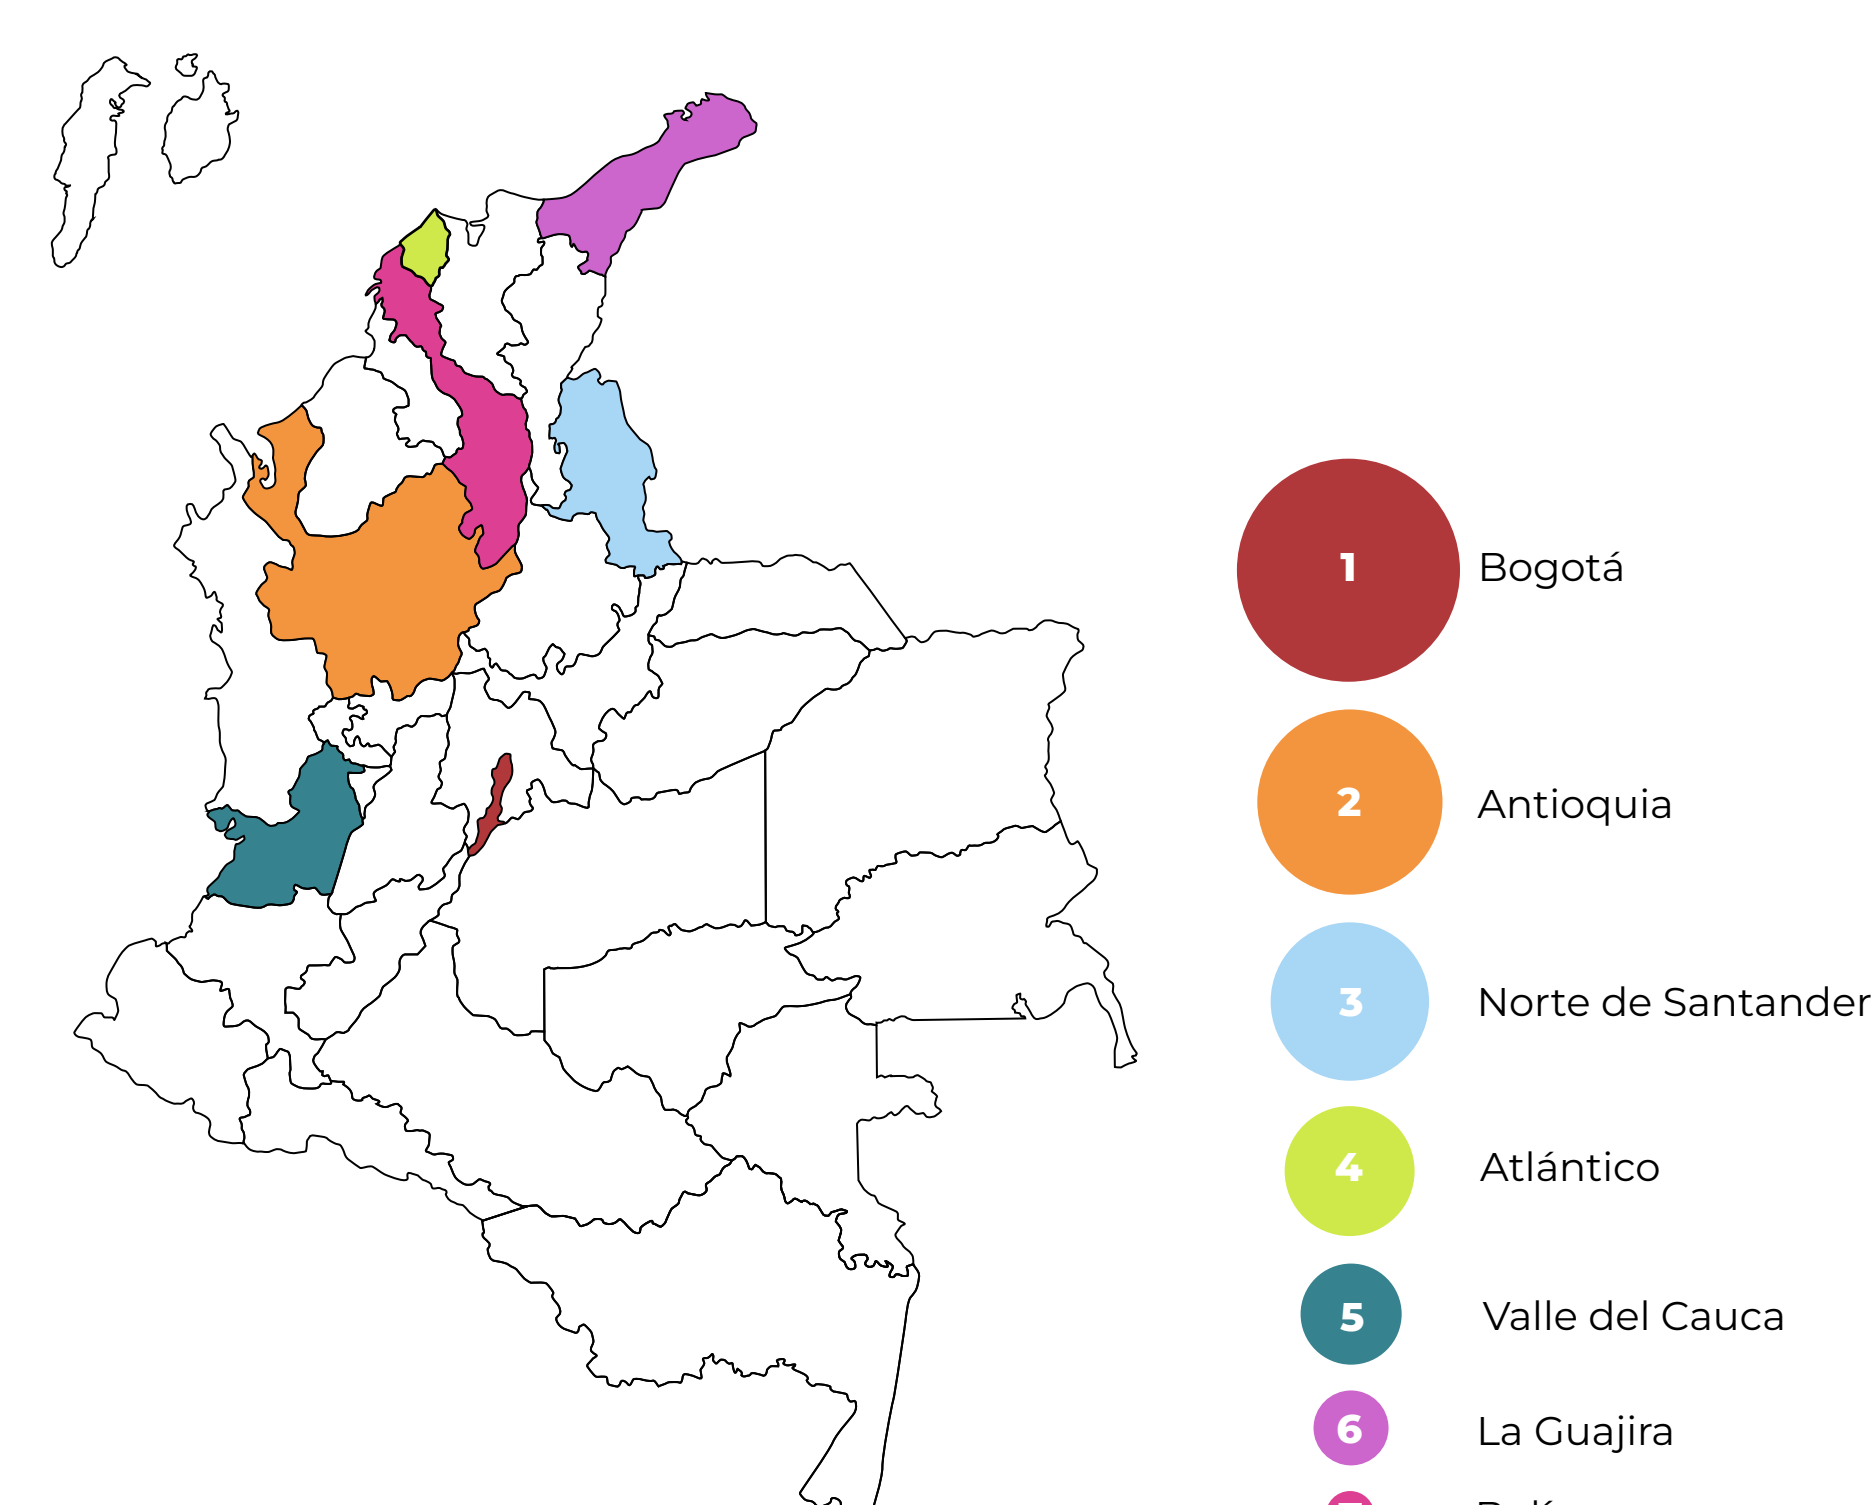 1 Bogotá
2 Antioquia
3 Norte de Santander
4 Atlántico
5 Valle del Cauca
6 La Guajira